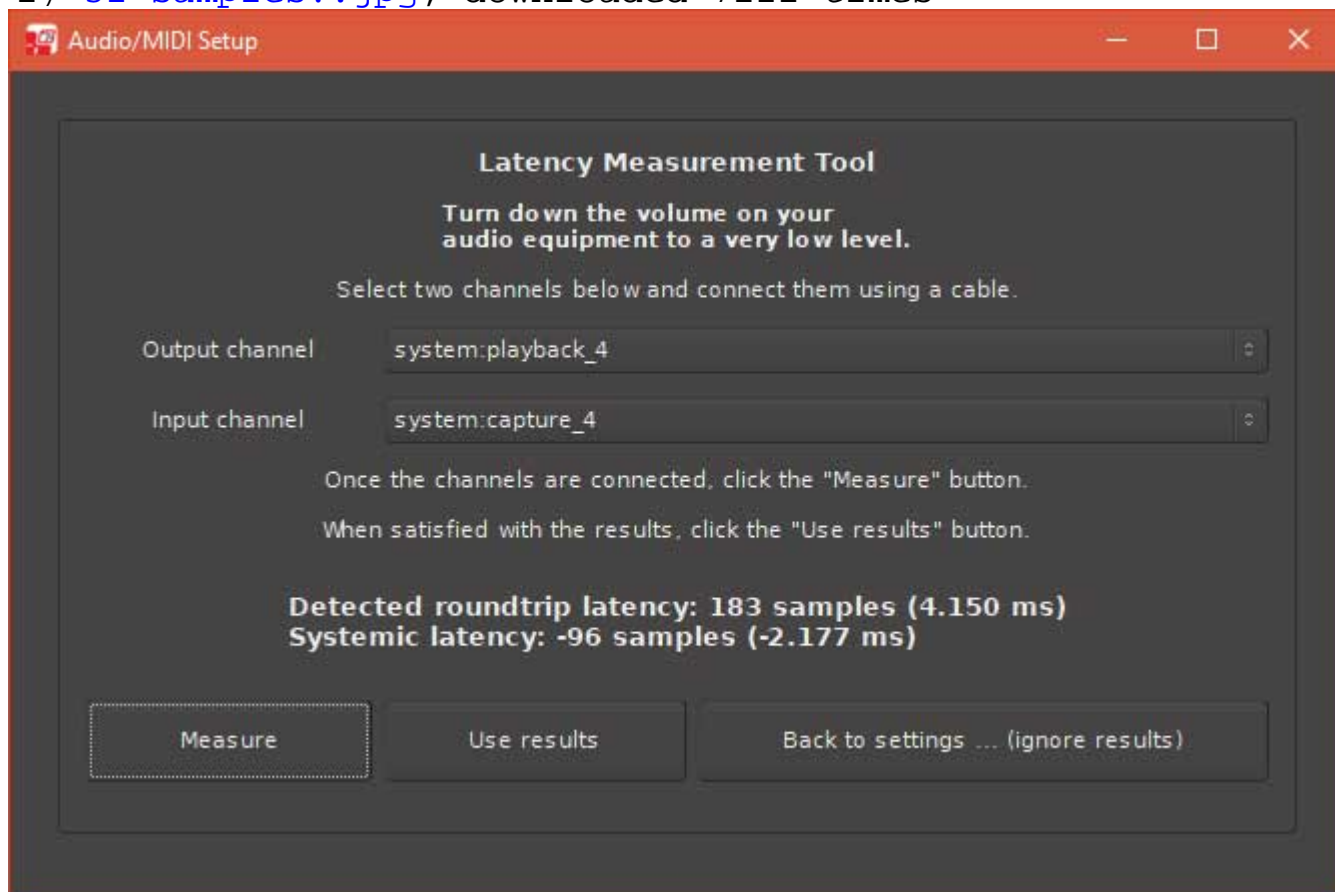 Audio/MIDI Setup
Latency Measurement Tool
Turn down the volume on your
audio equipment to a very low level.
Select two channels below and connect them using a cable.
Output channel system:playback_4
Input channel system:capture_4
Once the channels are connected, click the "Measure" button.
When satisfied with the results, click the "Use results" button.
Detected roundtrip latency: 183 samples (4.150 ms)
Systemic latency: -96 samples (-2.177 ms)
Measure Use results Back to settings ... (ignore results)